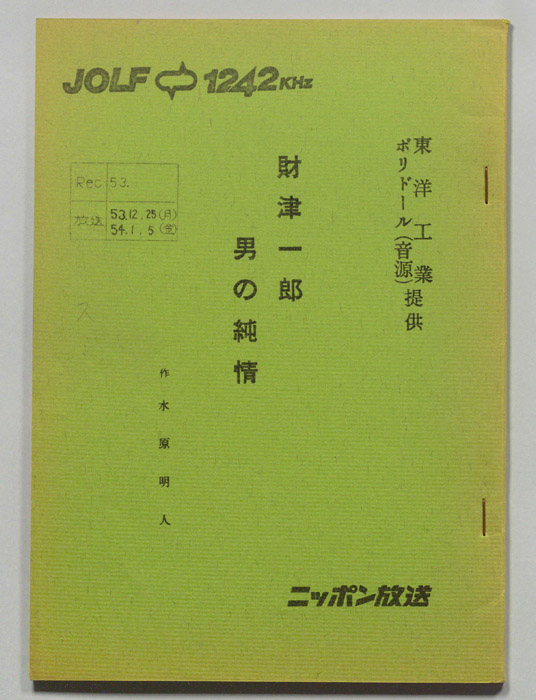 JOLF 1242KHz
東洋工業
ポリドール(音源)提供
財津一郎
男の純情
作 水原明人
Rec 53.
放送 53.12.25(月)
54.1.5(金)
ス
ニッポン放送